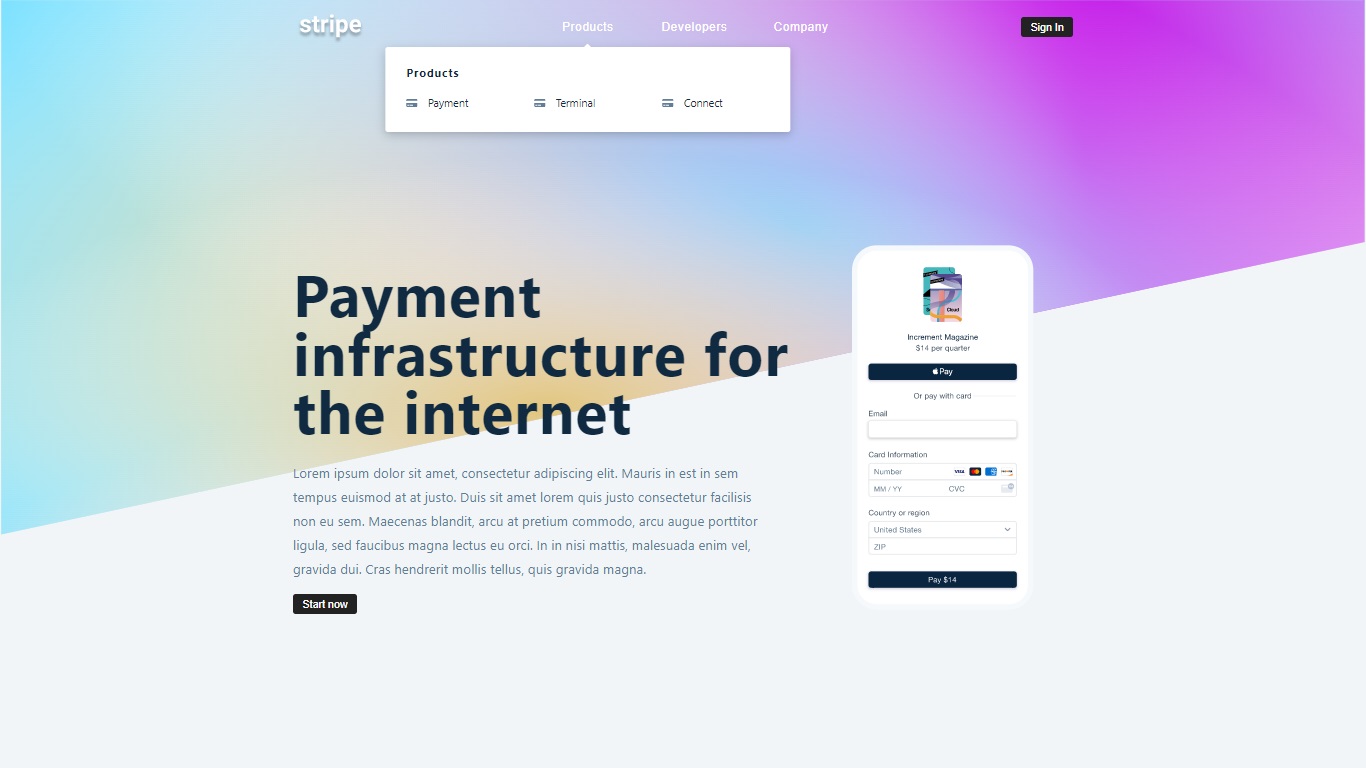 stripe
Products
Developers
Company
Sign In
Products
Payment
Terminal
Connect
Payment
infrastructure for
the internet
Lorem ipsum dolor sit amet, consectetur adipiscing elit. Mauris in est in sem
tempus euismod at at justo. Duis sit amet lorem quis justo consectetur facilisis
non eu sem. Maecenas blandit, arcu at pretium commodo, arcu augue porttitor
ligula, sed faucibus magna lectus eu orci. In in nisi mattis, malesuada enim vel,
gravida dui. Cras hendrerit mollis tellus, quis gravida magna.
Start now
Cloud
Increment Magazine
$14 per quarter
Pay
Or pay with card
Email
Card Information
Number
VISA
MM / YY
CVC
Country or region
United States
ZIP
Pay $14